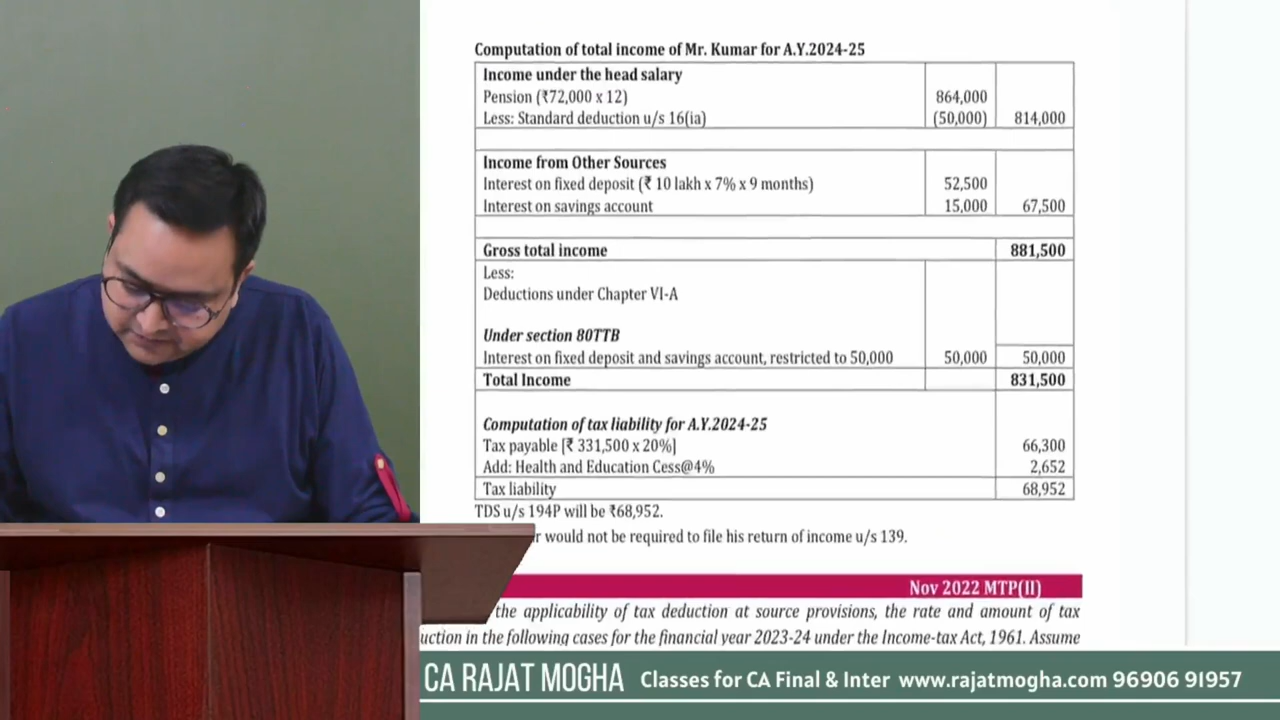 Computation of total income of Mr. Kumar for A.Y.2024-25
Income under the head salary
Pension (₹72,000 x 12) 864,000
Less: Standard deduction u/s 16(ia) (50,000) 814,000
Income from Other Sources
Interest on fixed deposit (₹ 10 lakh x 7% x 9 months) 52,500
Interest on savings account 15,000 67,500
Gross total income 881,500
Less:
Deductions under Chapter VI-A
Under section 80TTB
Interest on fixed deposit and savings account, restricted to 50,000 50,000 50,000
Total Income 831,500
Computation of tax liability for A.Y.2024-25
Tax payable [₹ 331,500 x 20%] 66,300
Add: Health and Education Cess@4% 2,652
Tax liability 68,952
TDS u/s 194P will be ₹68,952.
r would not be required to file his return of income u/s 139.
Nov 2022 MTP(II)
the applicability of tax deduction at source provisions, the rate and amount of tax
uction in the following cases for the financial year 2023-24 under the Income-tax Act, 1961. Assume
CA RAJAT MOGHA Classes for CA Final & Inter www.rajatmogha.com 96906 91957